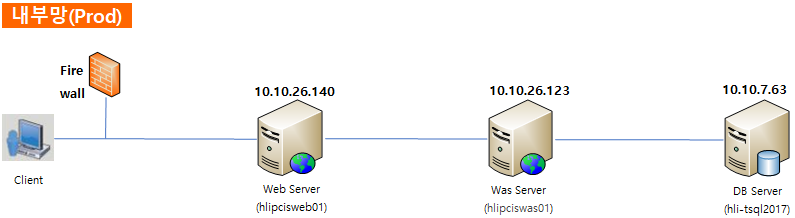 내부망(Prod)
Fire
wall
10.10.26.140
10.10.26.123
10.10.7.63
Client
Web Server
(hlipcisweb01)
Was Server
(hlipciswas01)
DB Server
(hli-tsql2017)